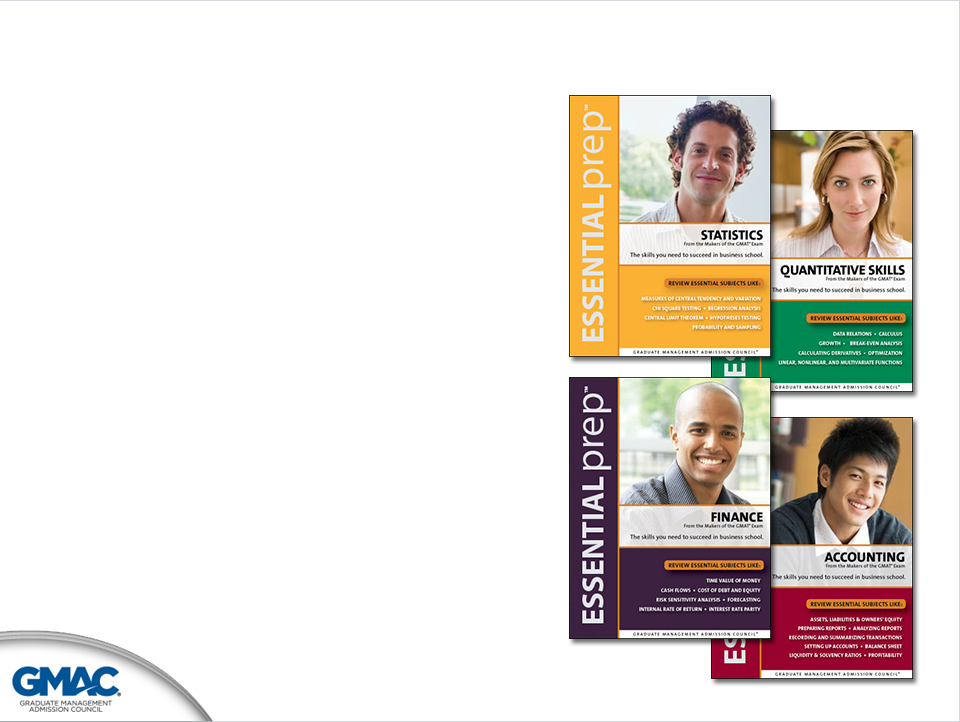 ESSENTIALprep™
STATISTICS
From the Makers of the GMAT® Exam
The skills you need to succeed in business school.
REVIEW ESSENTIAL SUBJECTS LIKE:
MEASURES OF CENTRAL TENDENCY AND VARIATION
CHI SQUARE TESTING • REGRESSION ANALYSIS
CENTRAL LIMIT THEOREM • HYPOTHESES TESTING
PROBABILITY AND SAMPLING
GRADUATE MANAGEMENT ADMISSION COUNCIL®
ES
QUANTITATIVE SKILLS
From the Makers of the GMAT® Exam
The skills you need to succeed in business school.
REVIEW ESSENTIAL SUBJECTS LIKE:
DATA RELATIONS • CALCULUS
GROWTH • BREAK-EVEN ANALYSIS
CALCULATING DERIVATIVES • OPTIMIZATION
LINEAR, NONLINEAR, AND MULTIVARIATE FUNCTIONS
GRADUATE MANAGEMENT ADMISSION COUNCIL®
ESSENTIALprep™
FINANCE
From the Makers of the GMAT® Exam
The skills you need to succeed in business school.
REVIEW ESSENTIAL SUBJECTS LIKE:
TIME VALUE OF MONEY
CASH FLOWS • COST OF DEBT AND EQUITY
RISK SENSITIVITY ANALYSIS • FORECASTING
INTERNAL RATE OF RETURN • INTEREST RATE PARITY
GRADUATE MANAGEMENT ADMISSION COUNCIL®
ES
ACCOUNTING
From the Makers of the GMAT® Exam
The skills you need to succeed in business school.
REVIEW ESSENTIAL SUBJECTS LIKE:
ASSETS, LIABILITIES & OWNERS' EQUITY
PREPARING REPORTS • ANALYZING REPORTS
RECORDING AND SUMMARIZING TRANSACTIONS
SETTING UP ACCOUNTS • BALANCE SHEET
LIQUIDITY & SOLVENCY RATIOS • PROFITABILITY
GRADUATE MANAGEMENT ADMISSION COUNCIL®
GMAC®
GRADUATE MANAGEMENT
ADMISSION COUNCIL